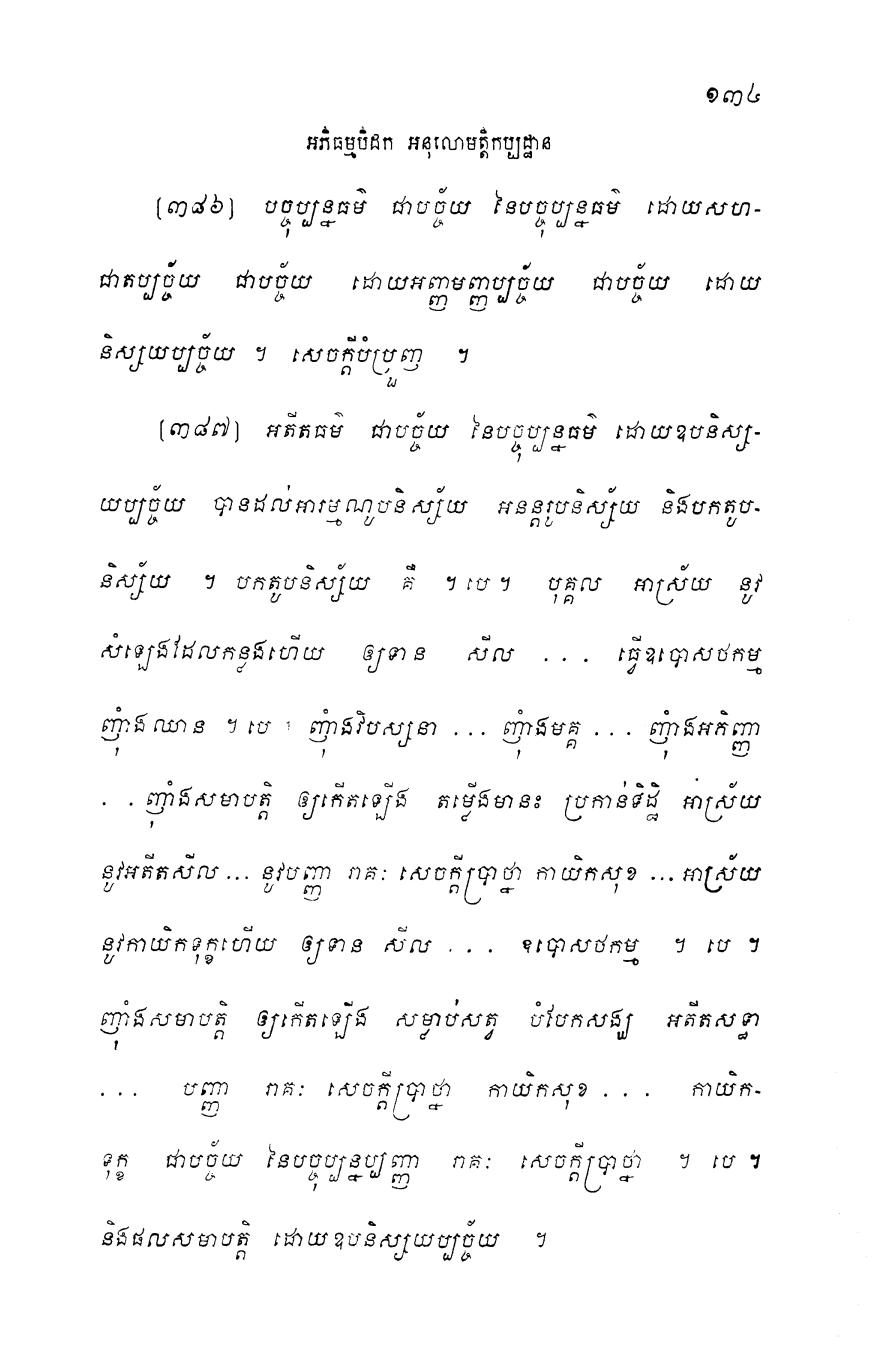 ១៣៤
អភិធម្មបិដក អនុលោមត្តិកប្បដ្ឋាន
[៣៨៦] បច្ចុប្បន្នធម៌ ជាបច្ច័យ នៃបច្ចុប្បន្នធម៌ ដោយសហ-
ជាតប្បច្ច័យ ជាបច្ច័យ ដោយអញ្ញមញ្ញប្បច្ច័យ ជាបច្ច័យ ដោយ
និស្សយប្បច្ច័យ ។ សេចក្តីបំប្រួញ ។
[៣៨៧] អតីតធម៌ ជាបច្ច័យ នៃបច្ចុប្បន្នធម៌ ដោយឧបនិស្ស-
យប្បច្ច័យ បានដល់អារម្មណូបនិស្ស័យ អនន្តរូបនិស្ស័យ និងបកតូប-
និស្ស័យ ។ បកតូបនិស្ស័យ គឺ ។ បេ ។ បុគ្គល អាស្រ័យ នូវ
សំឡេងដែលកន្លងហើយ ឲ្យទាន សីល ... ធ្វើឧបោសថកម្ម
ញុំាងឈាន ។ បេ ។ ញុំាងវិបស្សនា ... ញុំាងមគ្គ ... ញុំាងអភិញ្ញា
. . ញុំាងសមាបត្តិ ឲ្យកើតឡើង តម្កើងមានះ ប្រកាន់ទិដ្ឋិ អាស្រ័យ
នូវអតីតសីល ... នូវបញ្ញា រាគៈ សេចក្តីប្រាថ្នា កាយិកសុខ ... អាស្រ័យ
នូវកាយិកទុក្ខហើយ ឲ្យទាន សីល ... ឧបោសថកម្ម ។ បេ ។
ញុំាងសមាបត្តិ ឲ្យកើតឡើង សម្លាប់សត្វ បំបែកសង្ឃ អតីតសទ្ធា
... បញ្ញា រាគៈ សេចក្តីប្រាថ្នា កាយិកសុខ ... កាយិក-
ទុក្ខ ជាបច្ច័យ នៃបច្ចុប្បន្នប្បញ្ញា រាគៈ សេចក្តីប្រាថ្នា ។ បេ ។
និងផលសមាបត្តិ ដោយឧបនិស្សយប្បច្ច័យ ។